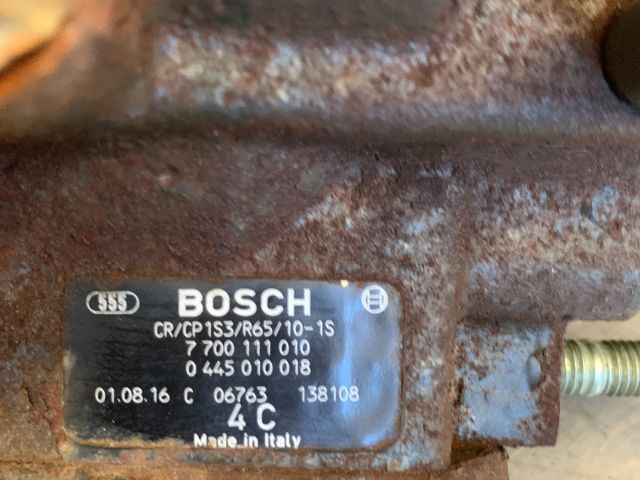 555 BOSCH
CR/CP1S3/R65/10-1S
7 700 111 010
0 445 010 018
01.08.16 C 06763 138108
4 C
Made in Italy